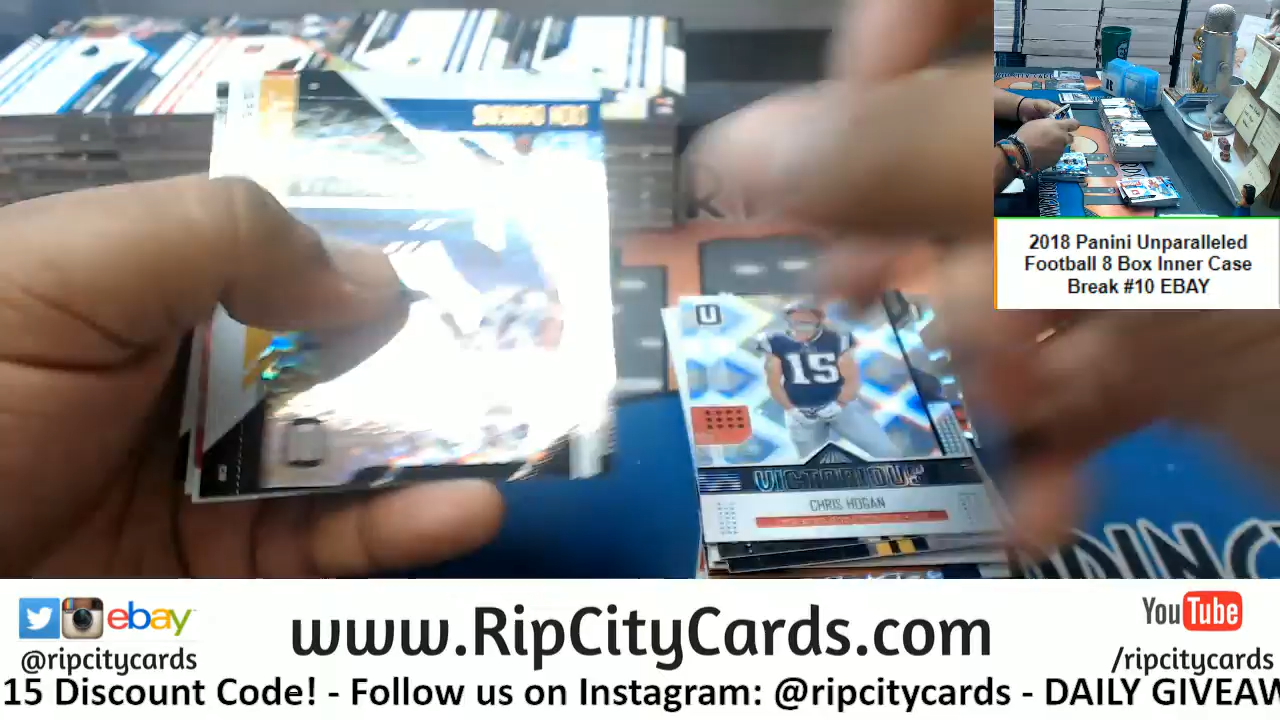 2018 Panini Unparalleled
Football 8 Box Inner Case
Break #10 EBAY
U
15
VICTORIOUS
CHRIS HOGAN
ebay
@ripcitycards
www.RipCityCards.com
YouTube
/ripcitycards
15 Discount Code! - Follow us on Instagram: @ripcitycards - DAILY GIVEAW